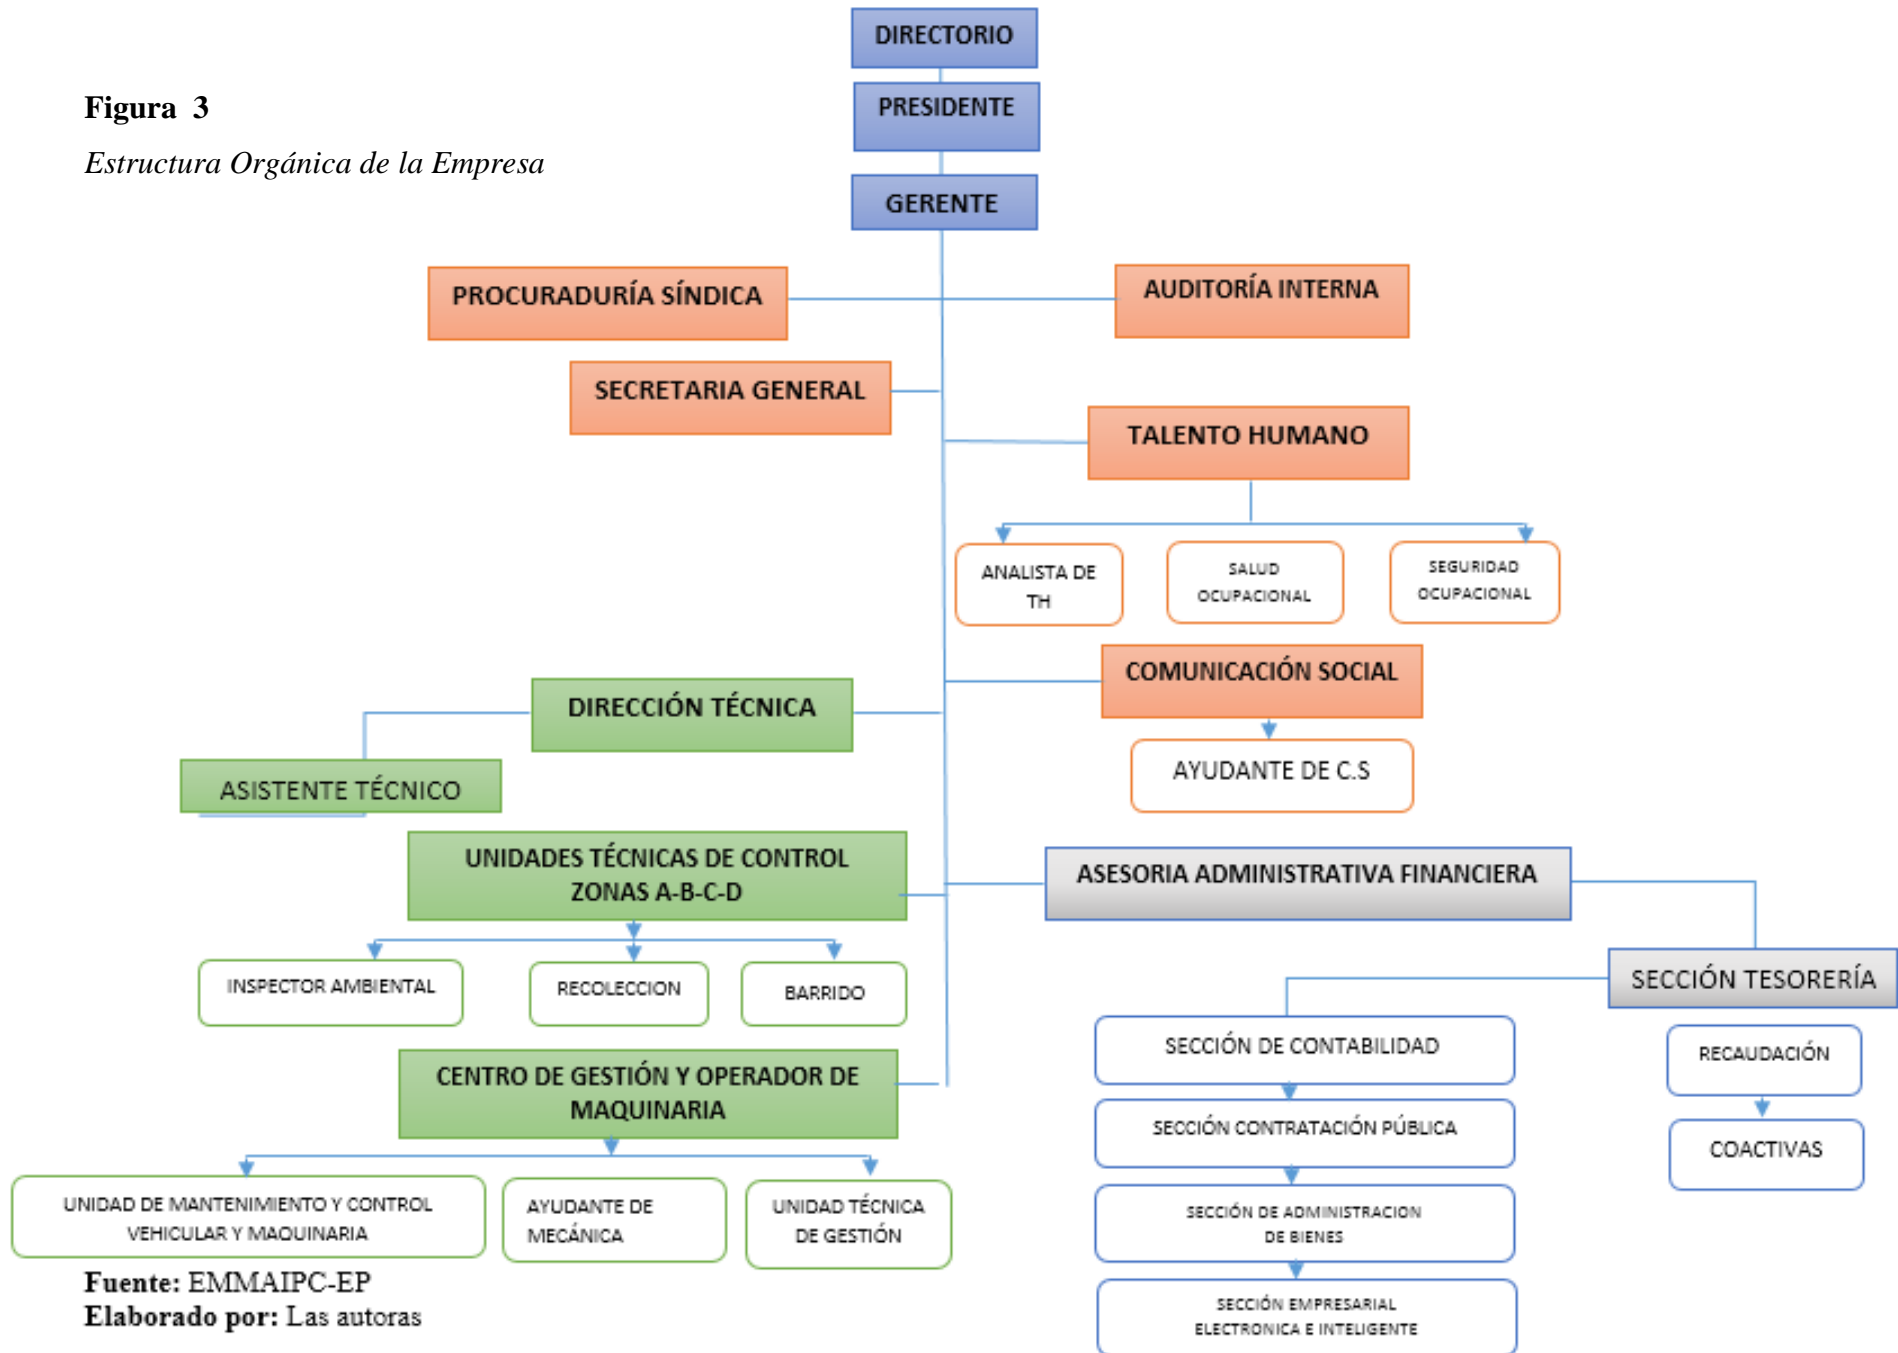 DIRECTORIO
Figura 3
PRESIDENTE
Estructura Orgánica de la Empresa
GERENTE
PROCURADURÍA SÍNDICA
AUDITORÍA INTERNA
SECRETARIA GENERAL
TALENTO HUMANO
ANALISTA DE
TH
SALUD
OCUPACIONAL
SEGURIDAD
OCUPACIONAL
COMUNICACIÓN SOCIAL
AYUDANTE DE C.S
DIRECCIÓN TÉCNICA
ASISTENTE TÉCNICO
UNIDADES TÉCNICAS DE CONTROL
ZONAS A-B-C-D
INSPECTOR AMBIENTAL
RECOLECCION
BARRIDO
CENTRO DE GESTIÓN Y OPERADOR DE
MAQUINARIA
UNIDAD DE MANTENIMIENTO Y CONTROL
VEHICULAR Y MAQUINARIA
AYUDANTE DE
MECÁNICA
UNIDAD TÉCNICA
DE GESTIÓN
ASESORIA ADMINISTRATIVA FINANCIERA
SECCIÓN TESORERÍA
SECCIÓN DE CONTABILIDAD
SECCIÓN CONTRATACIÓN PÚBLICA
SECCIÓN DE ADMINISTRACION
DE BIENES
SECCIÓN EMPRESARIAL
ELECTRONICA E INTELIGENTE
RECAUDACIÓN
COACTIVAS
Fuente: EMMAIPC-EP
Elaborado por: Las autoras